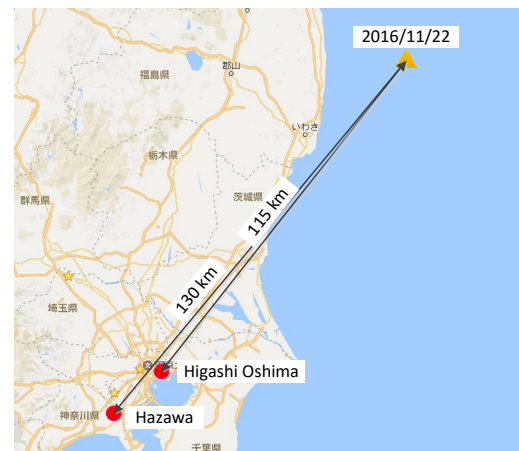 2016/11/22
郡山
福島県
いわき
栃木県
茨城県
群馬県
115 km
130 km
埼玉県
Higashi Oshima
神奈川県
Hazawa
千葉県